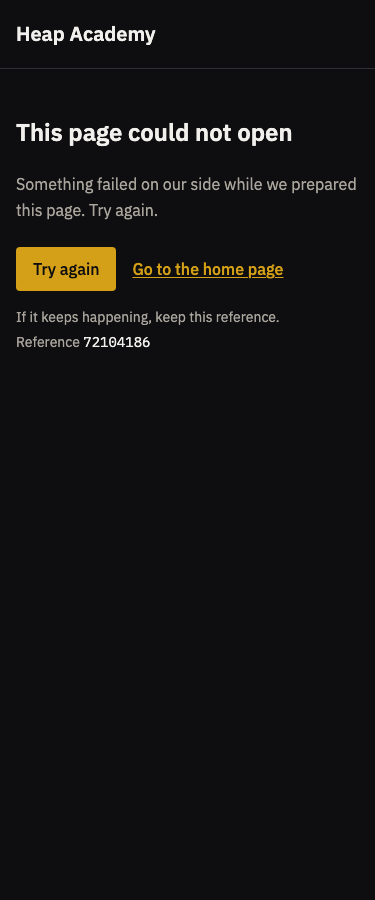 Heap Academy
This page could not open
Something failed on our side while we prepared
this page. Try again.
Try again
Go to the home page
If it keeps happening, keep this reference.
Reference 72104186